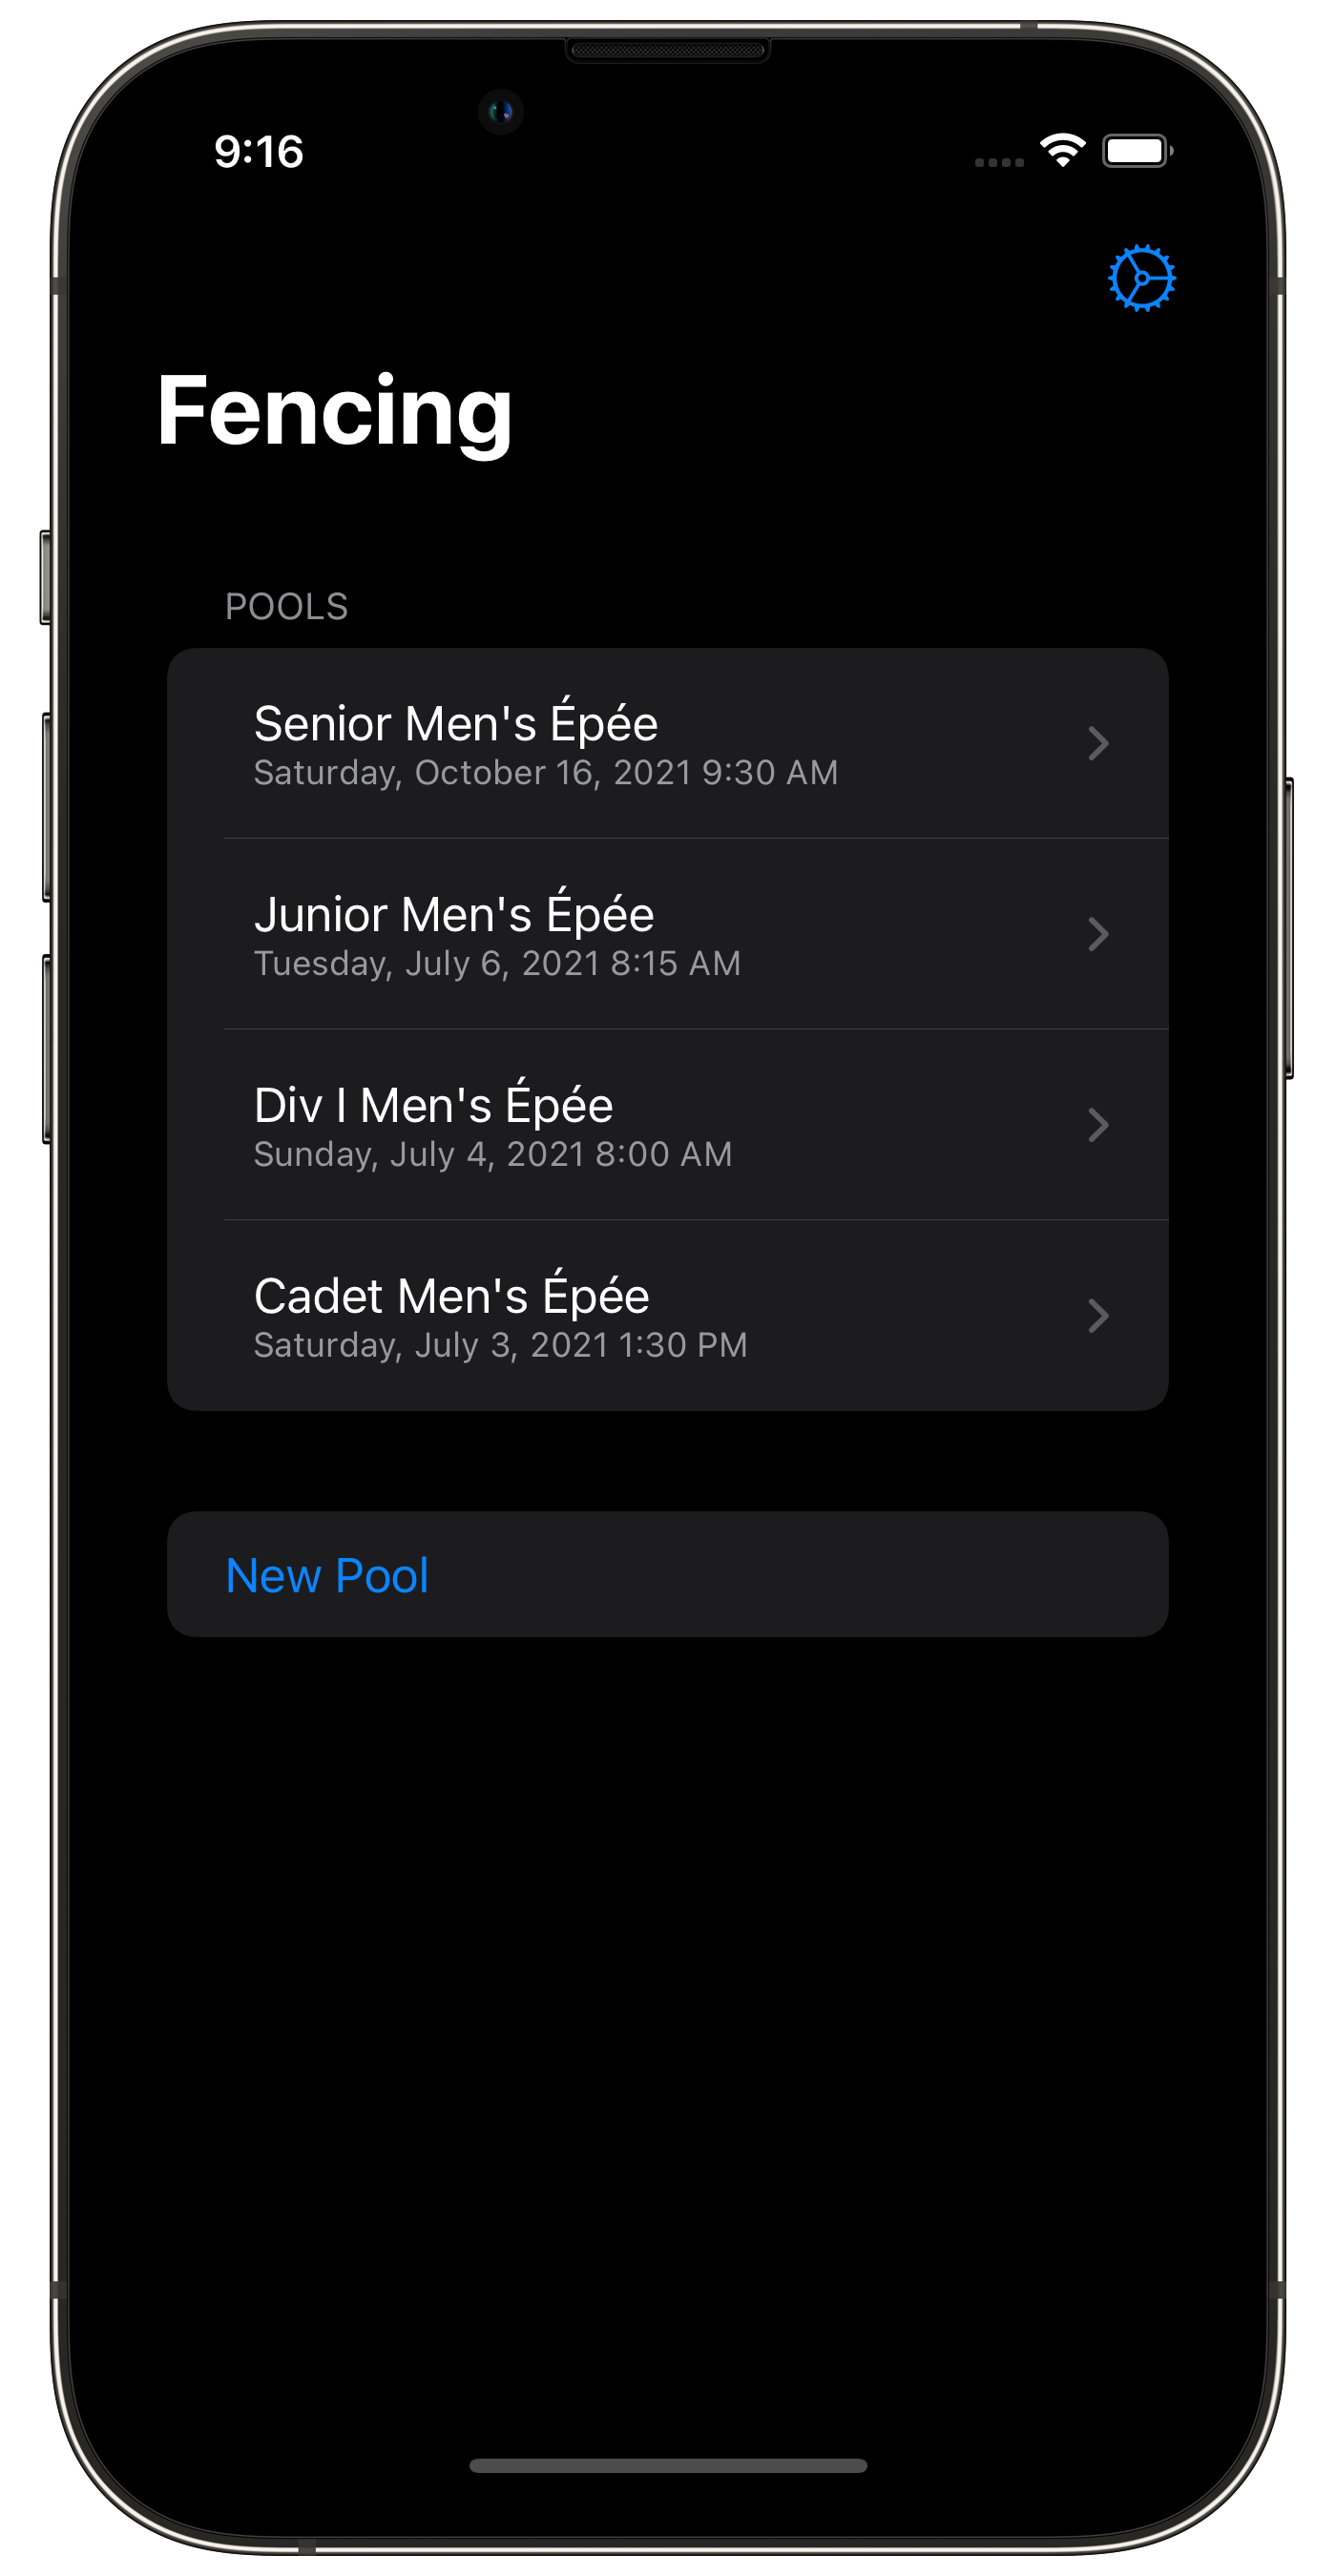 9:16
Fencing
POOLS
Senior Men's Épée
Saturday, October 16, 2021 9:30 AM
Junior Men's Épée
Tuesday, July 6, 2021 8:15 AM
Div I Men's Épée
Sunday, July 4, 2021 8:00 AM
Cadet Men's Épée
Saturday, July 3, 2021 1:30 PM
New Pool